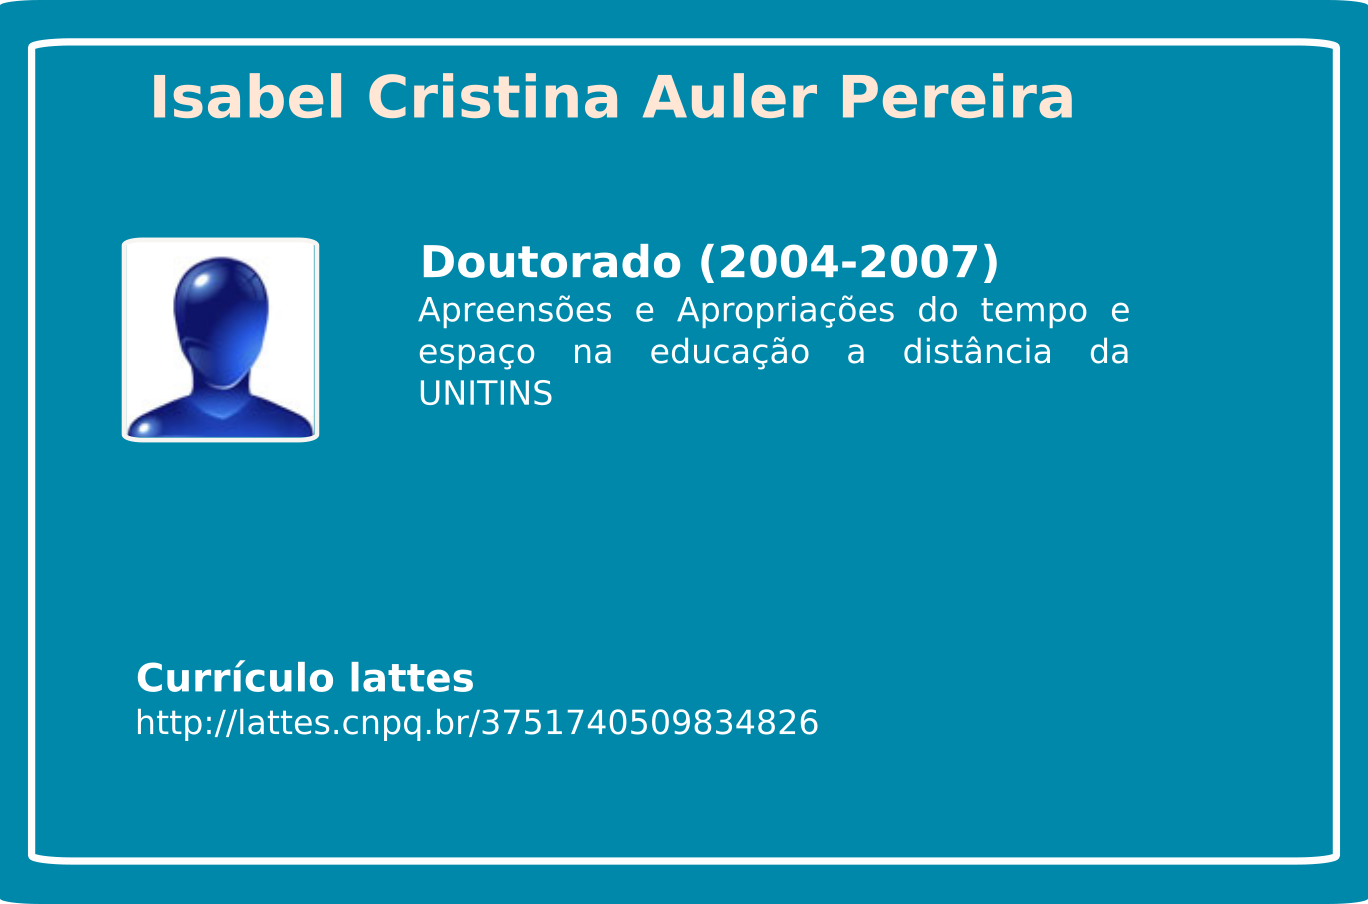 Isabel Cristina Auler Pereira
Doutorado (2004-2007)
Apreensões e Apropriações do tempo e
espaço na educação a distância da
UNITINS
Currículo lattes
http://lattes.cnpq.br/3751740509834826